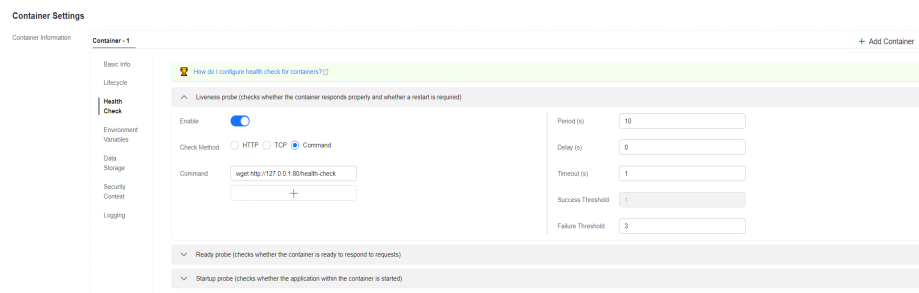 Container Settings
Container Information
Container - 1
+ Add Container
Basic Info
Lifecycle
Health
Check
Environment
Variables
Data
Storage
Security
Context
Logging
How do I configure health check for containers?
Liveness probe (checks whether the container responds properly and whether a restart is required)
Enable
Check Method HTTP TCP Command
Command wget http://127.0.0.1:80/health-check
+
Period (s) 10
Delay (s) 0
Timeout (s) 1
Success Threshold 1
Failure Threshold 3
Ready probe (checks whether the container is ready to respond to requests)
Startup probe (checks whether the application within the container is started)